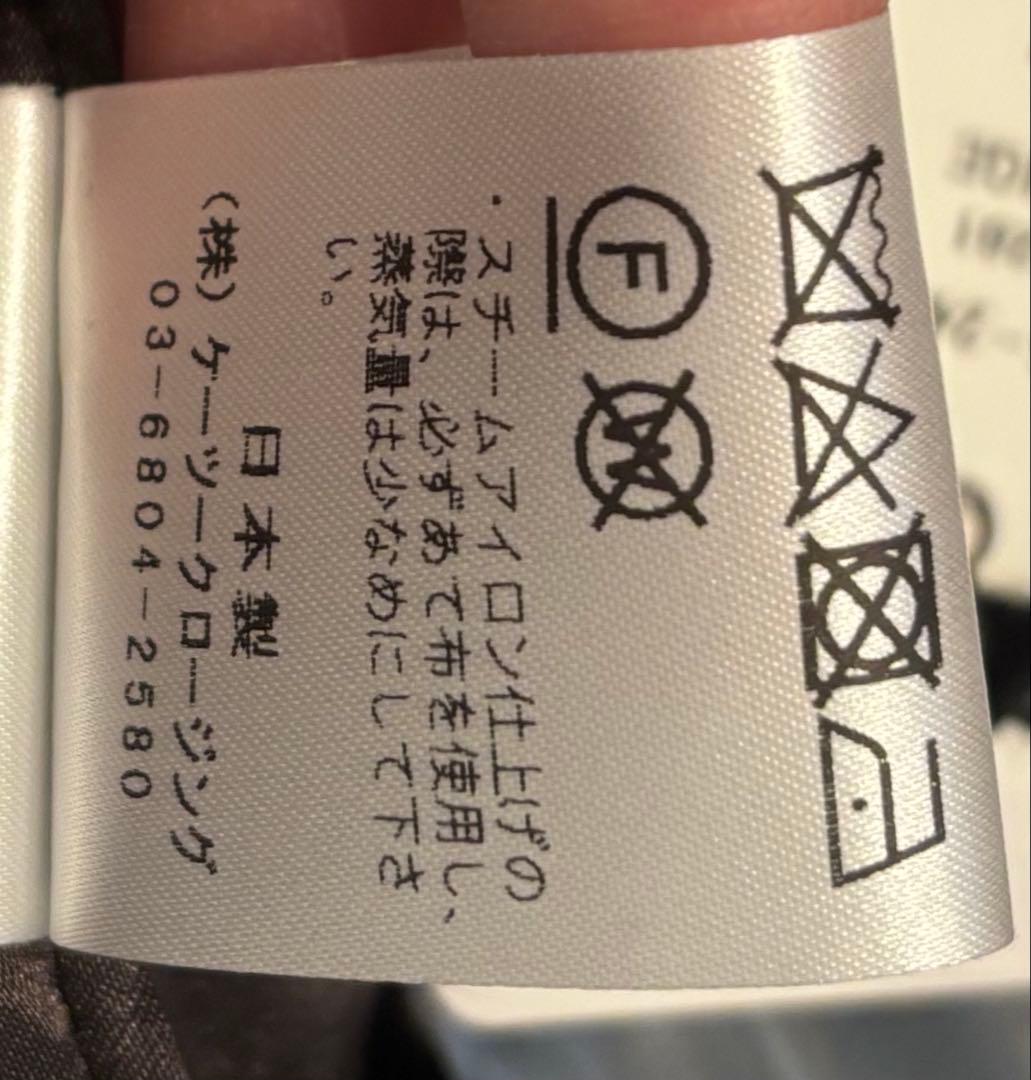 F
W
・スチームアイロン仕上げの
際は、必ずあて布を使用し、
蒸気量は少なめにして下さ
い。
日本製
(株)ケーツークロージング
03-6804-2580